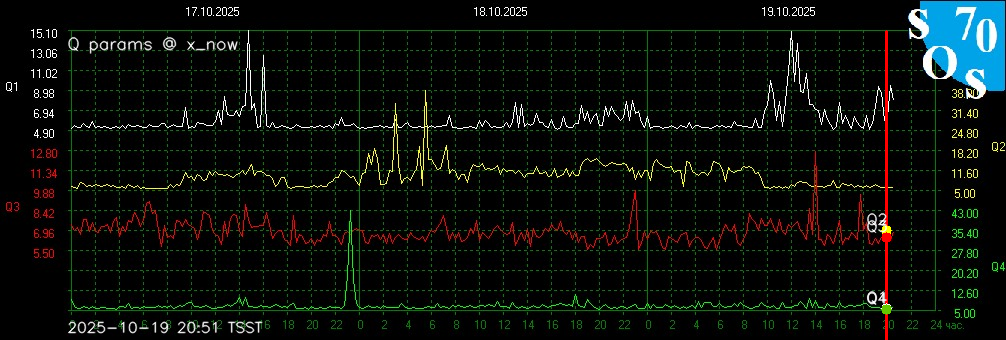 17.10.2025 18.10.2025 19.10.2025
S 70
O
S
Q params @ x_now
15.10
13.06
11.02
Q1 8.98 38.00
6.94 31.40
4.90 24.80
12.80 18.20 Q2
11.34 11.60
9.88 5.00
Q3 8.42 43.00
6.96 35.40
5.50 27.80
20.20 Q4
12.60
5.00
Q2
Q3
Q4
2025-10-19 20:51 TSST
18 20 22 0 2 4 6 8 10 12 14 16 18 20 22 0 2 4 6 8 10 12 14 16 18 20 22 24 час.